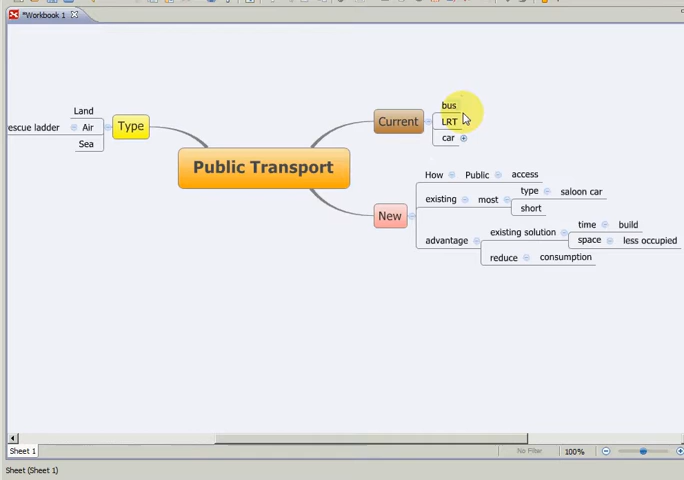 *Workbook 1
Land
escue ladder
Air
Type
Sea
Public Transport
Current
bus
LRT
car
New
How
Public
access
existing
most
type
saloon car
short
advantage
existing solution
time
build
space
less occupied
reduce
consumption
Sheet 1
No Filter
100%
Sheet (Sheet 1)